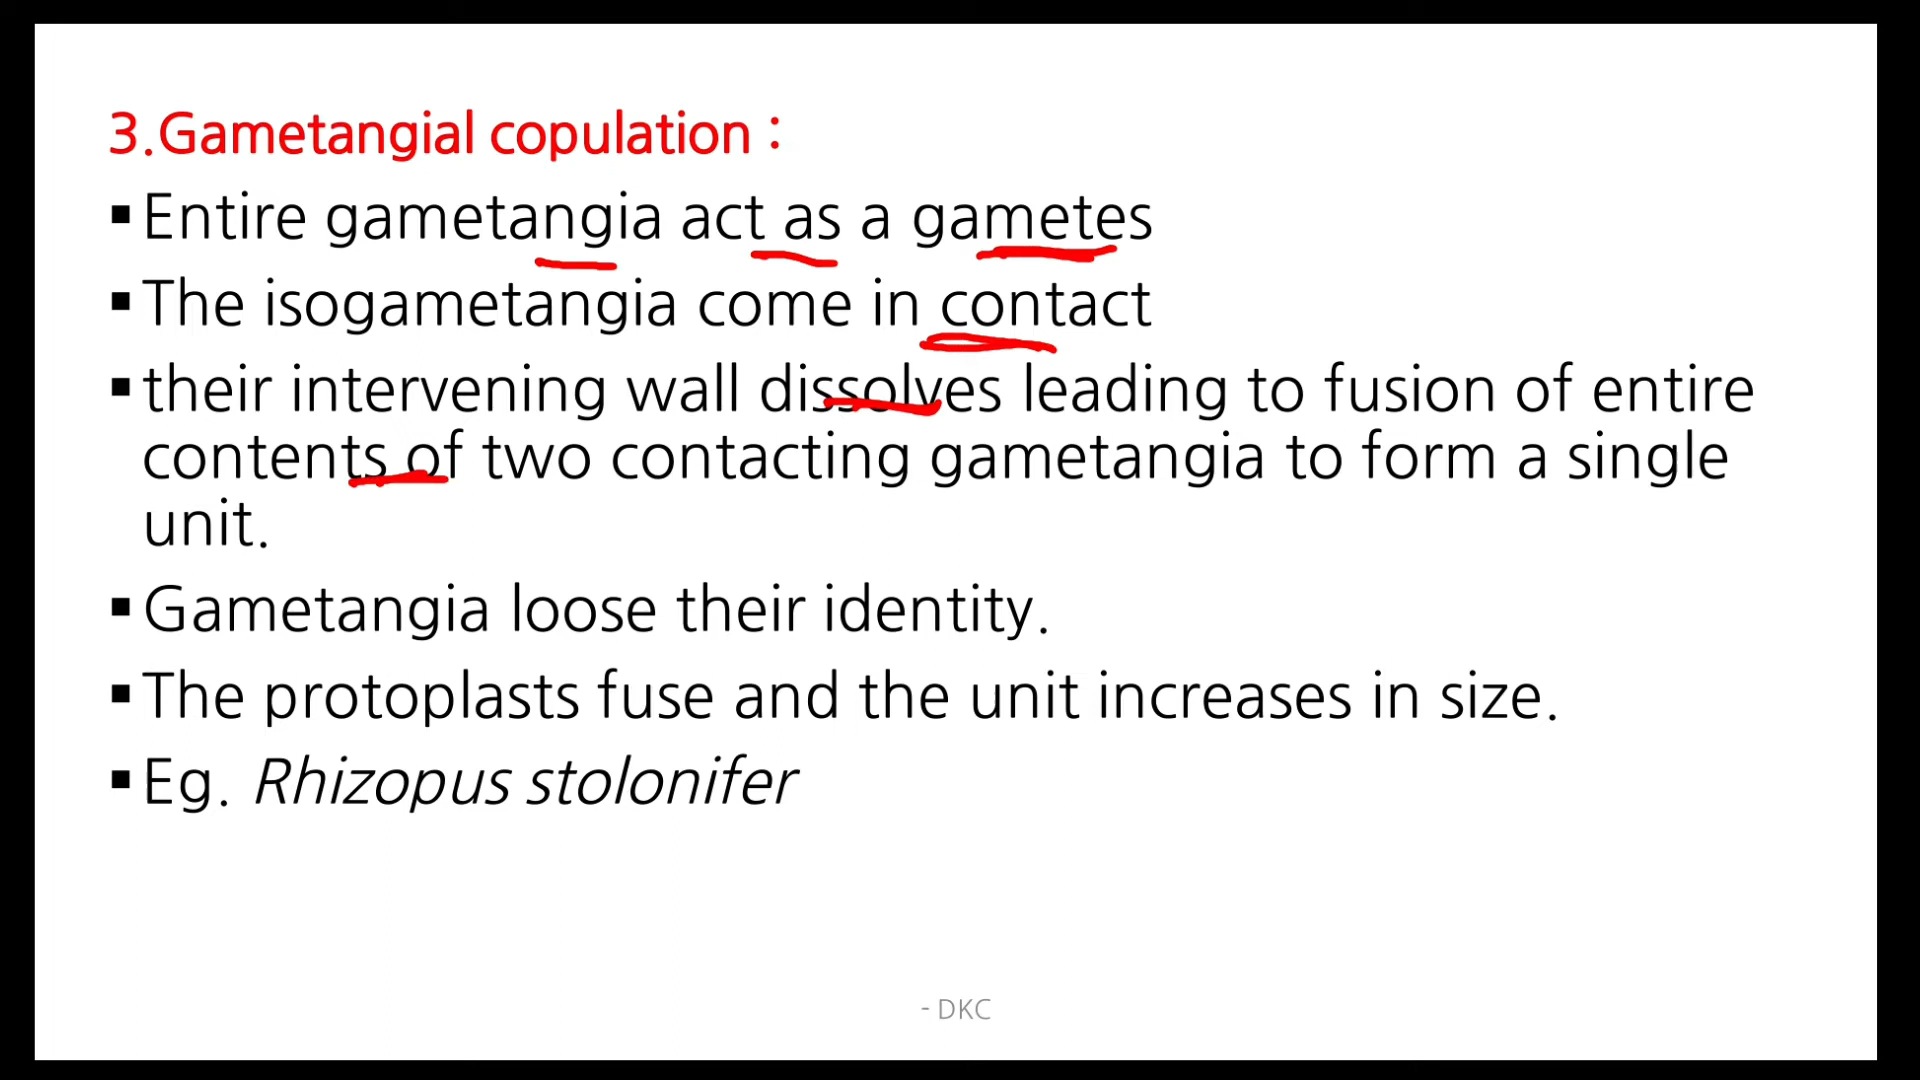 3.Gametangial copulation :
▪Entire gametangia act as a gametes
▪The isogametangia come in contact
▪their intervening wall dissolves leading to fusion of entire
contents of two contacting gametangia to form a single
unit.
▪Gametangia loose their identity.
▪The protoplasts fuse and the unit increases in size.
▪Eg. Rhizopus stolonifer
- DKC